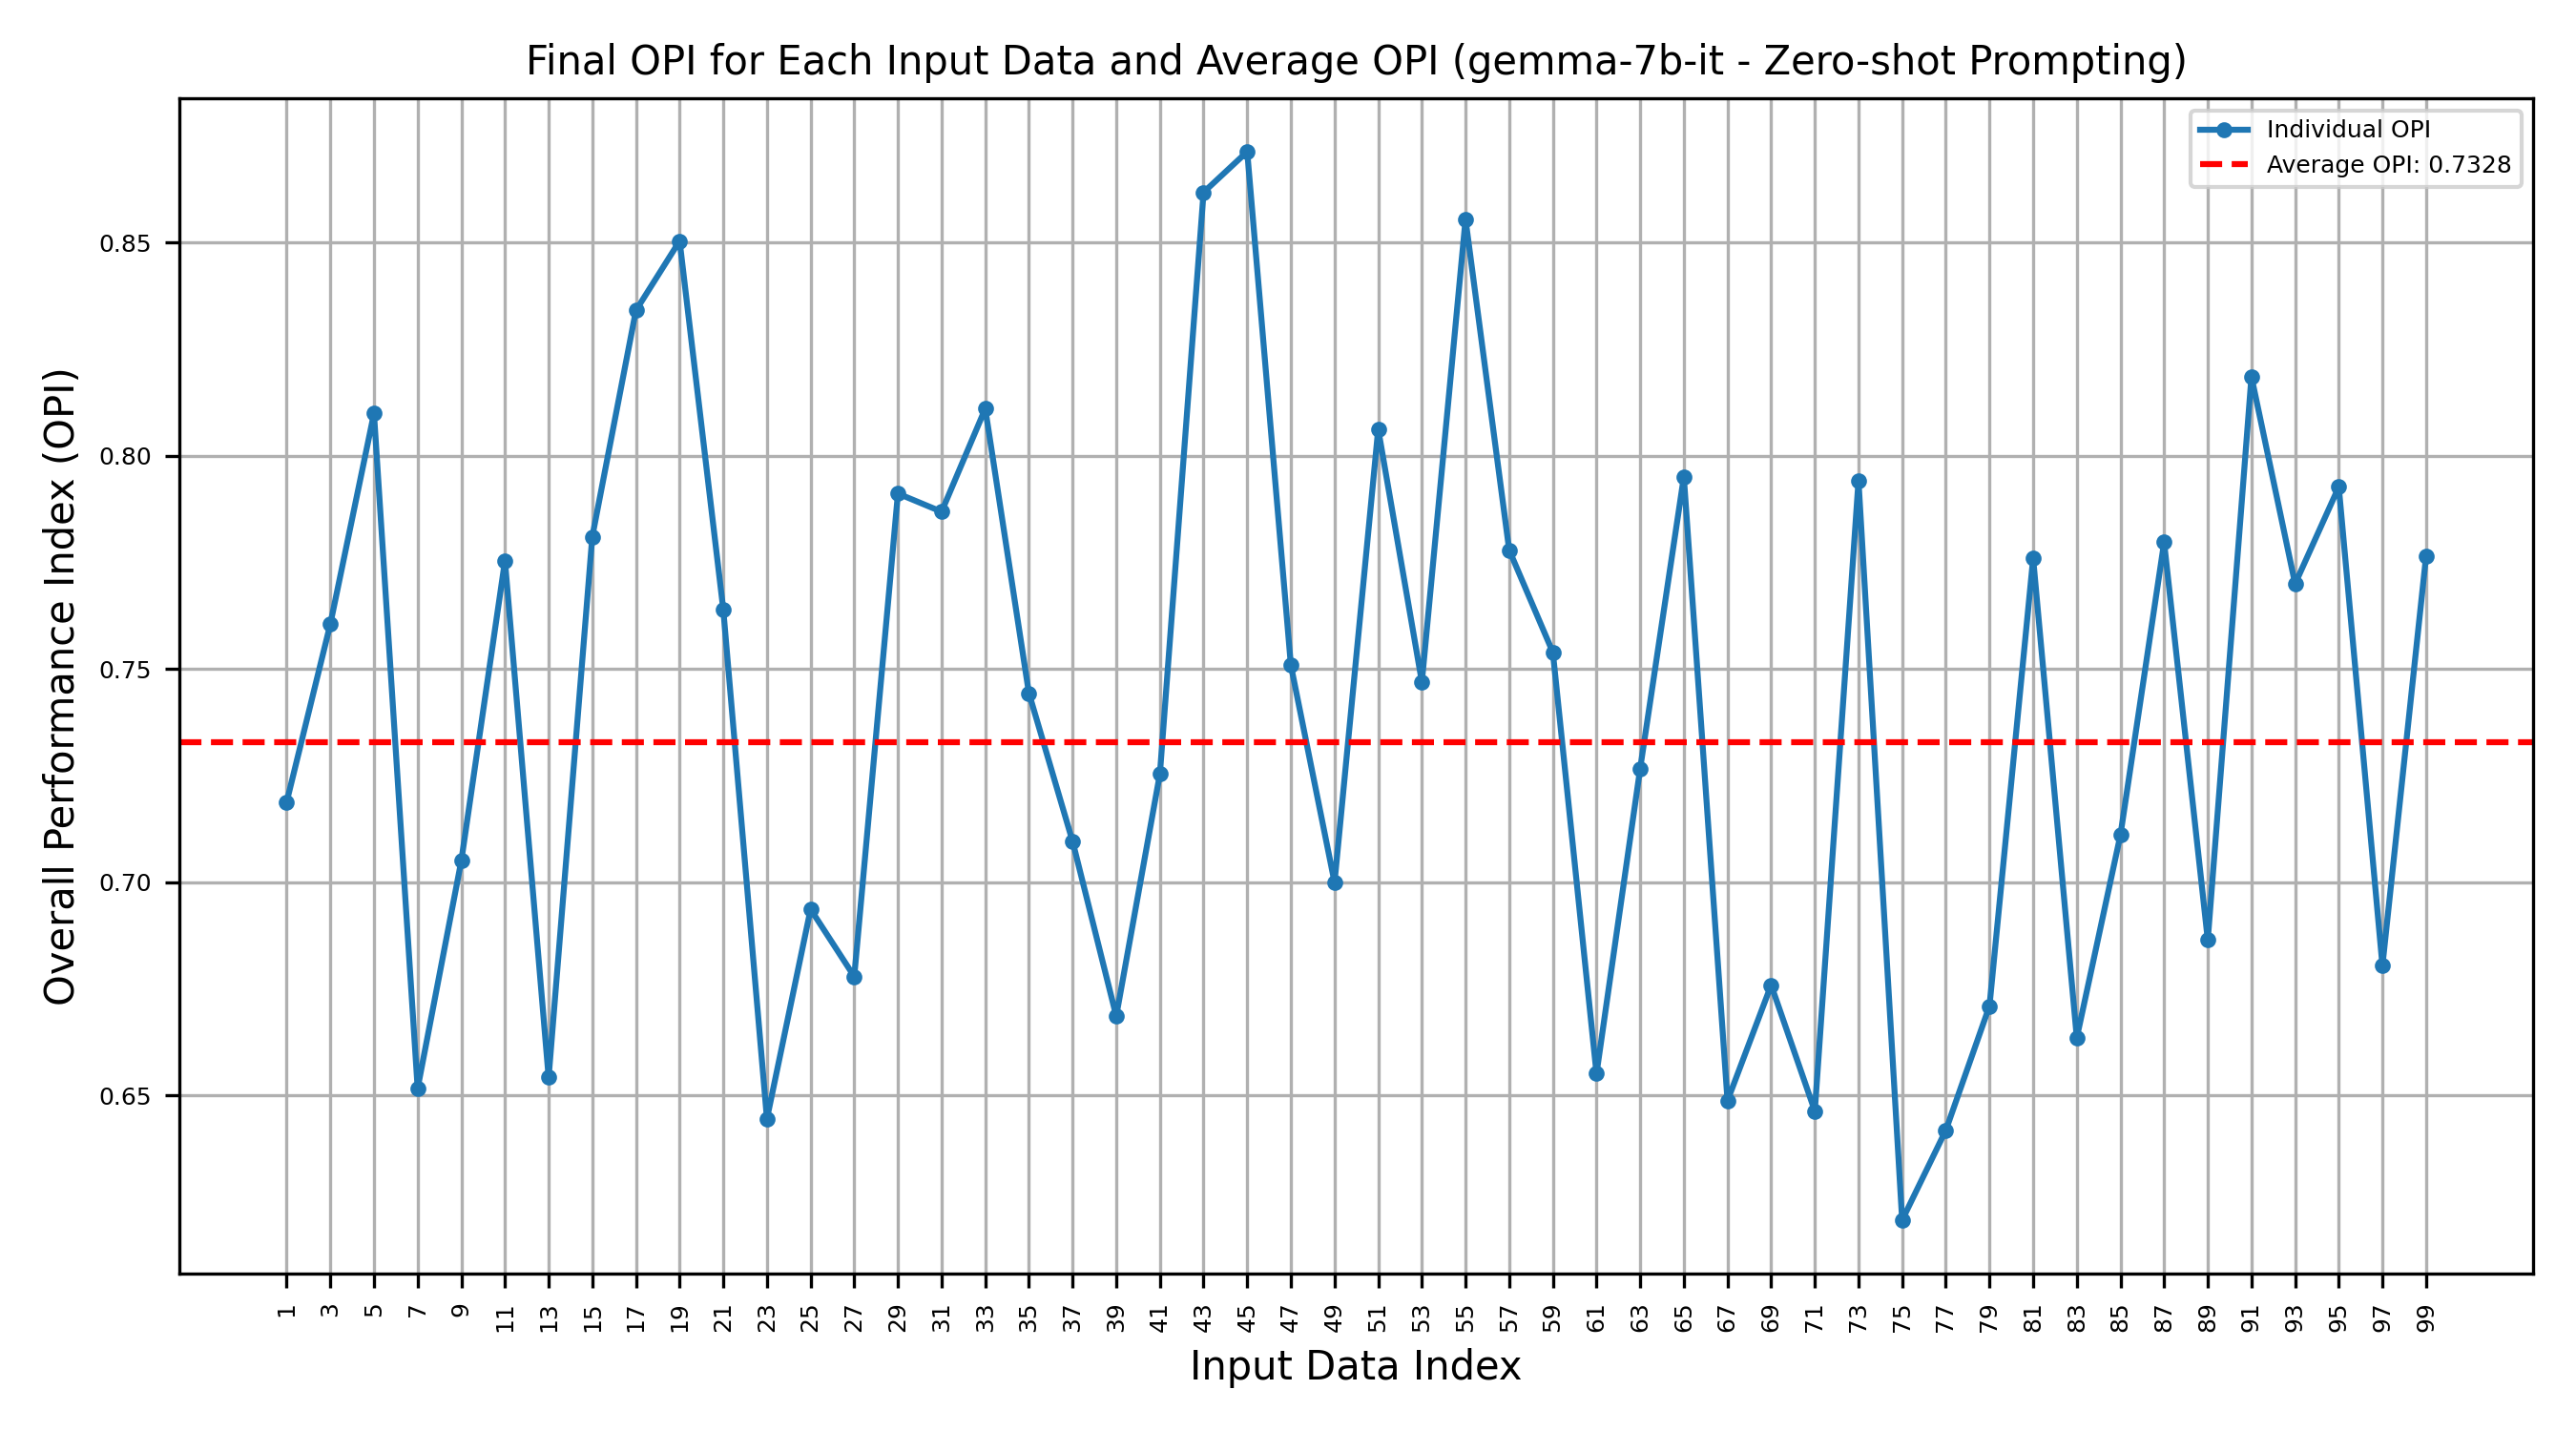 Final OPI for Each Input Data and Average OPI (gemma-7b-it - Zero-shot Prompting)
Individual OPI
Average OPI: 0.7328
Overall Performance Index (OPI)
0.85
0.80
0.75
0.70
0.65
1 3 5 7 9 11 13 15 17 19 21 23 25 27 29 31 33 35 37 39 41 43 45 47 49 51 53 55 57 59 61 63 65 67 69 71 73 75 77 79 81 83 85 87 89 91 93 95 97 99
Input Data Index